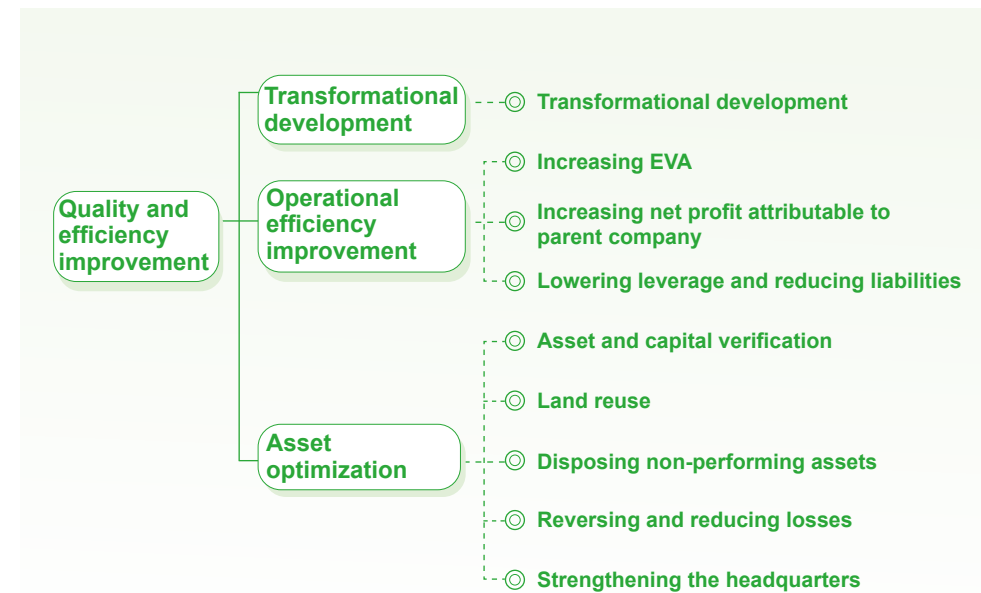 Quality and
efficiency
improvement
Transformational
development
Transformational development
Operational
efficiency
improvement
Increasing EVA
Increasing net profit attributable to
parent company
Lowering leverage and reducing liabilities
Asset
optimization
Asset and capital verification
Land reuse
Disposing non-performing assets
Reversing and reducing losses
Strengthening the headquarters